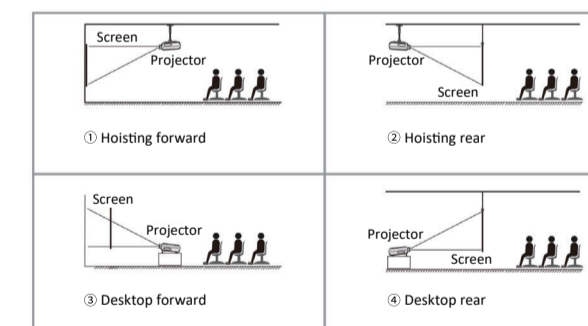 Screen
Projector
① Hoisting forward
Projector
Screen
② Hoisting rear
Screen
Projector
③ Desktop forward
Projector
Screen
④ Desktop rear